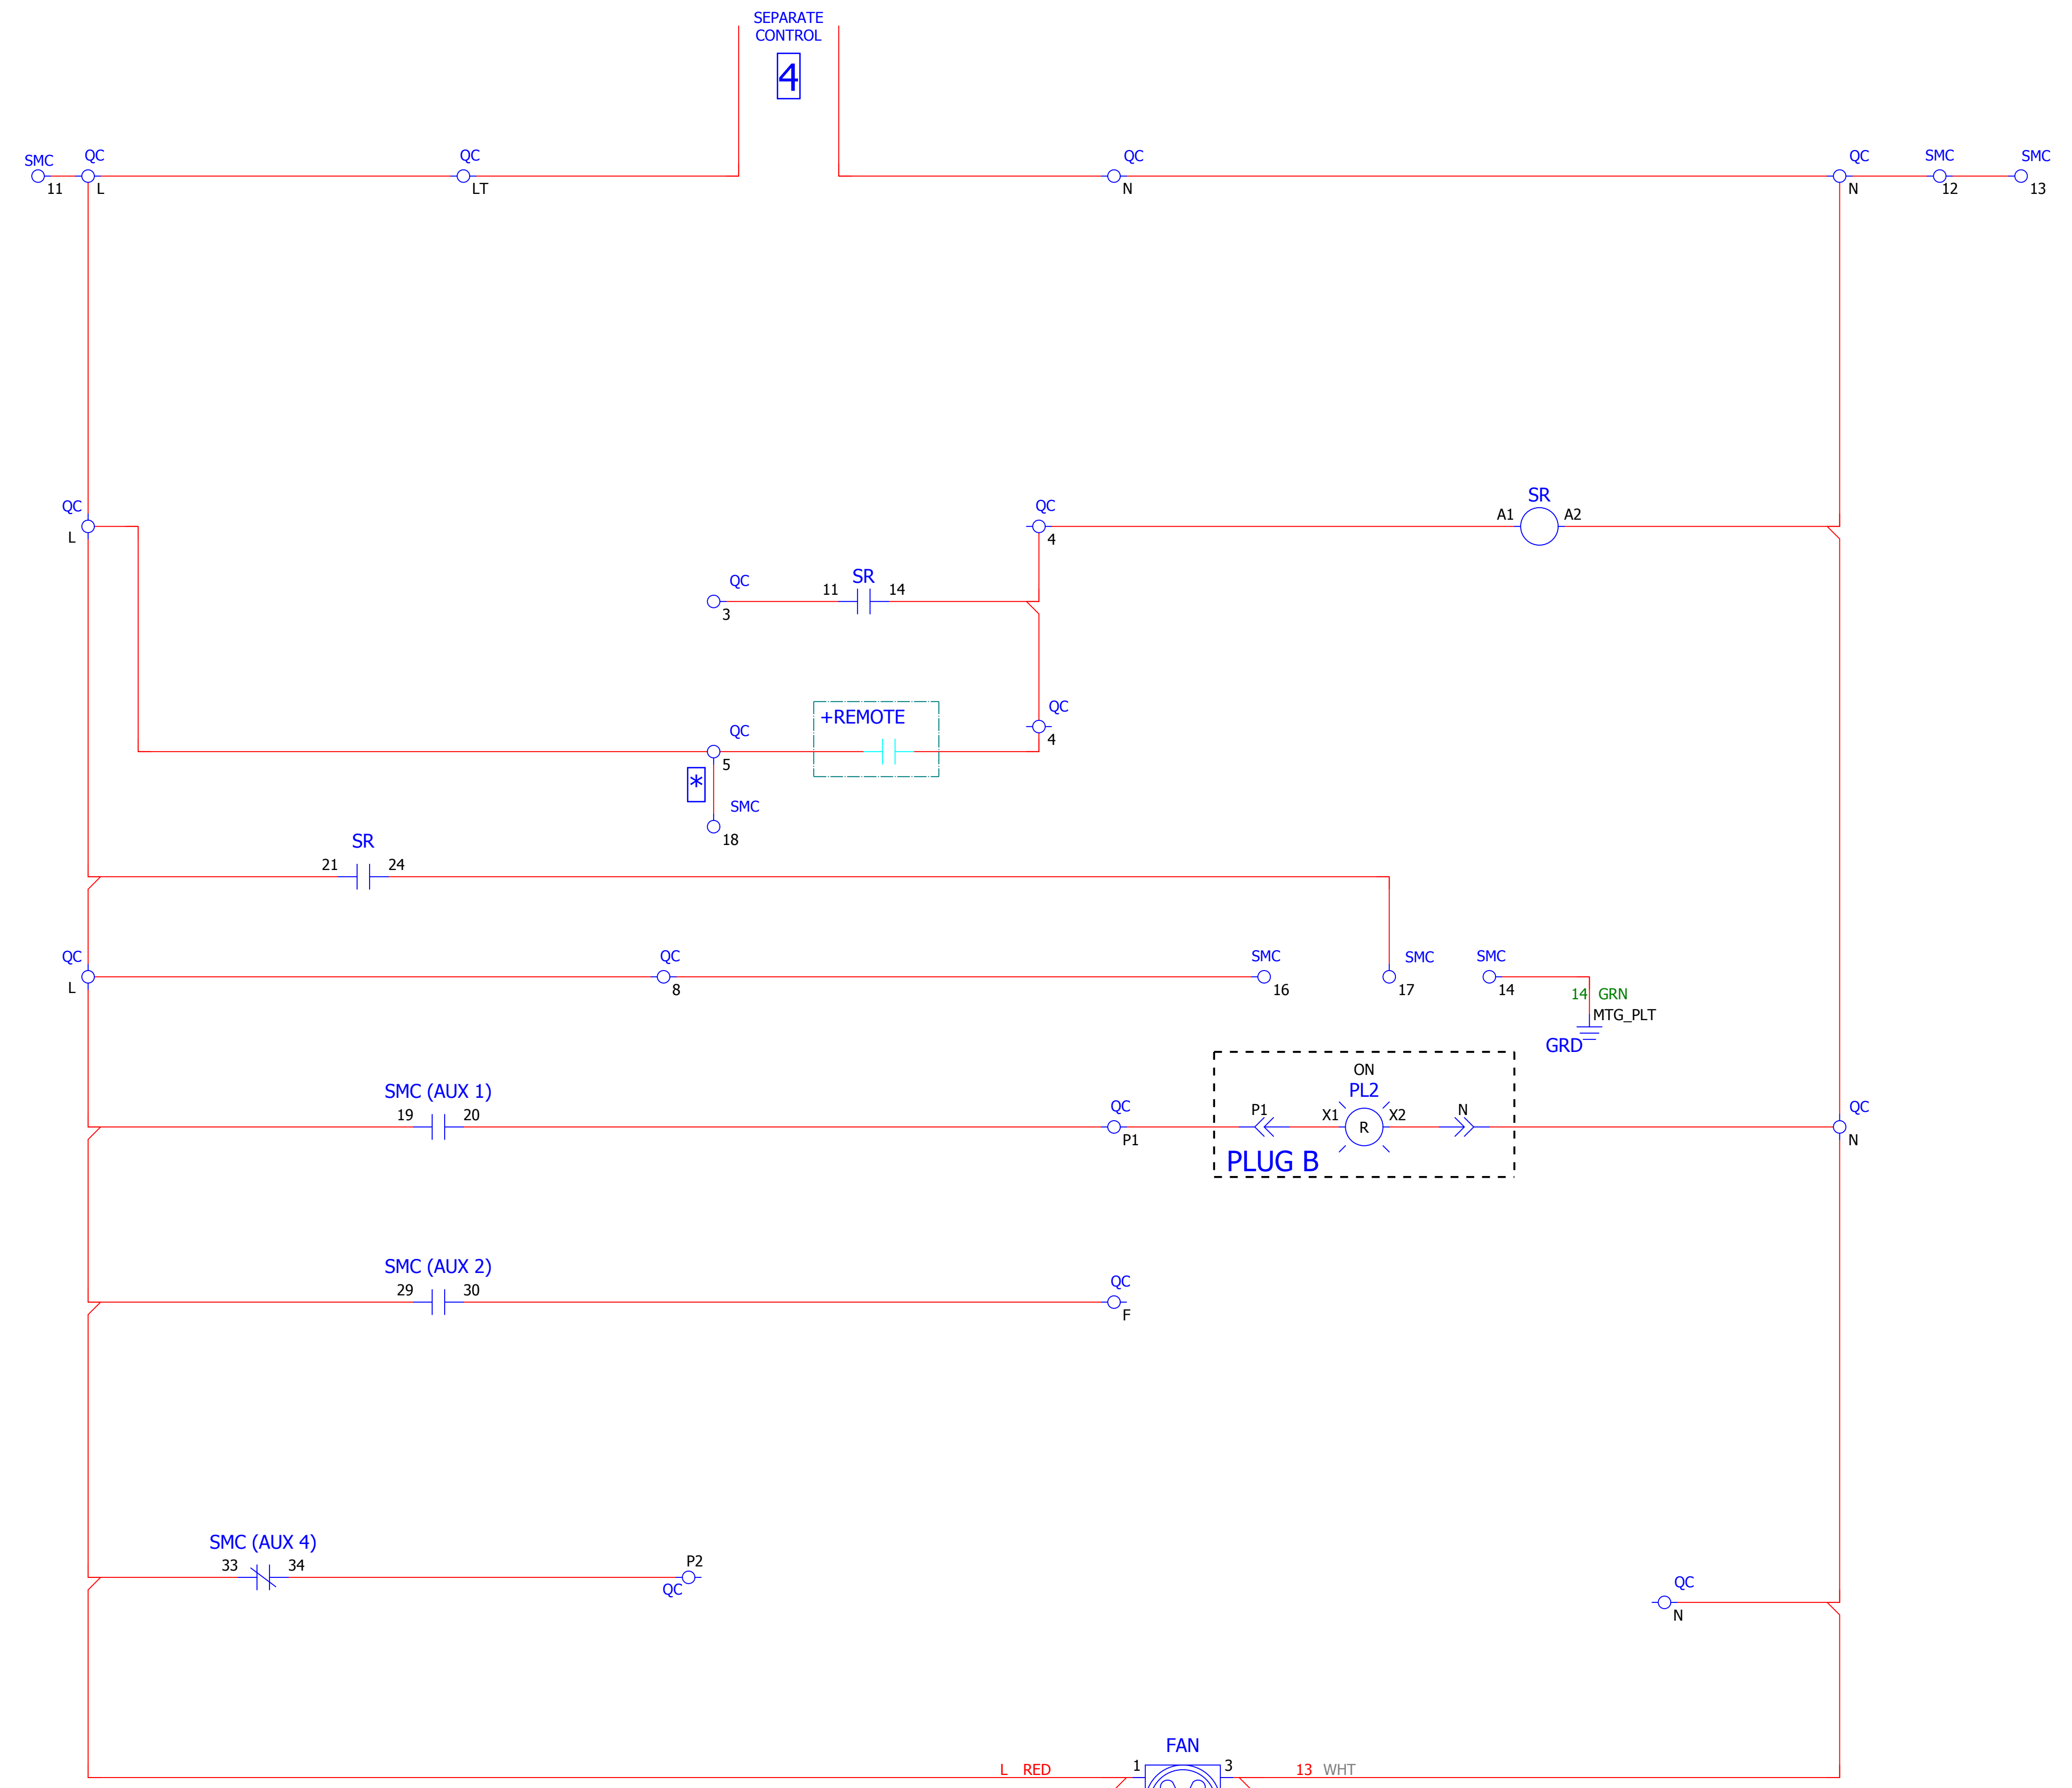 SEPARATE
CONTROL
4
SMC
11
QC
L
QC
LT
QC
N
QC
N
SMC
12
SMC
13
QC
L
QC
4
SR
A1
A2
QC
3
11
SR
14
QC
5
+REMOTE
QC
4
*
SMC
18
SR
21
24
QC
L
QC
8
SMC
16
SMC
17
SMC
14
14 GRN
MTG_PLT
GRD
SMC (AUX 1)
19
20
QC
P1
ON
PL2
P1
X1
R
X2
N
PLUG B
QC
N
SMC (AUX 2)
29
30
QC
F
SMC (AUX 4)
33
34
P2
QC
QC
N
FAN
L RED
1
3
13 WHT